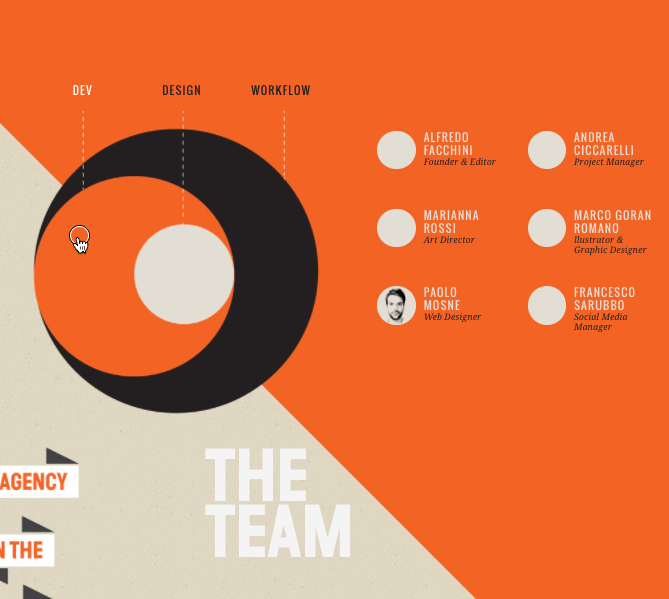 DEV
DESIGN
WORKFLOW
ALFREDO
FACCHINI
Founder & Editor
ANDREA
CICCARELLI
Project Manager
MARIANNA
ROSSI
Art Director
MARCO GORAN
ROMANO
Ilustrator &
Graphic Designer
PAOLO
MOSNE
Web Designer
FRANCESCO
SARUBBO
Social Media
Manager
THE
TEAM
AGENCY
N THE